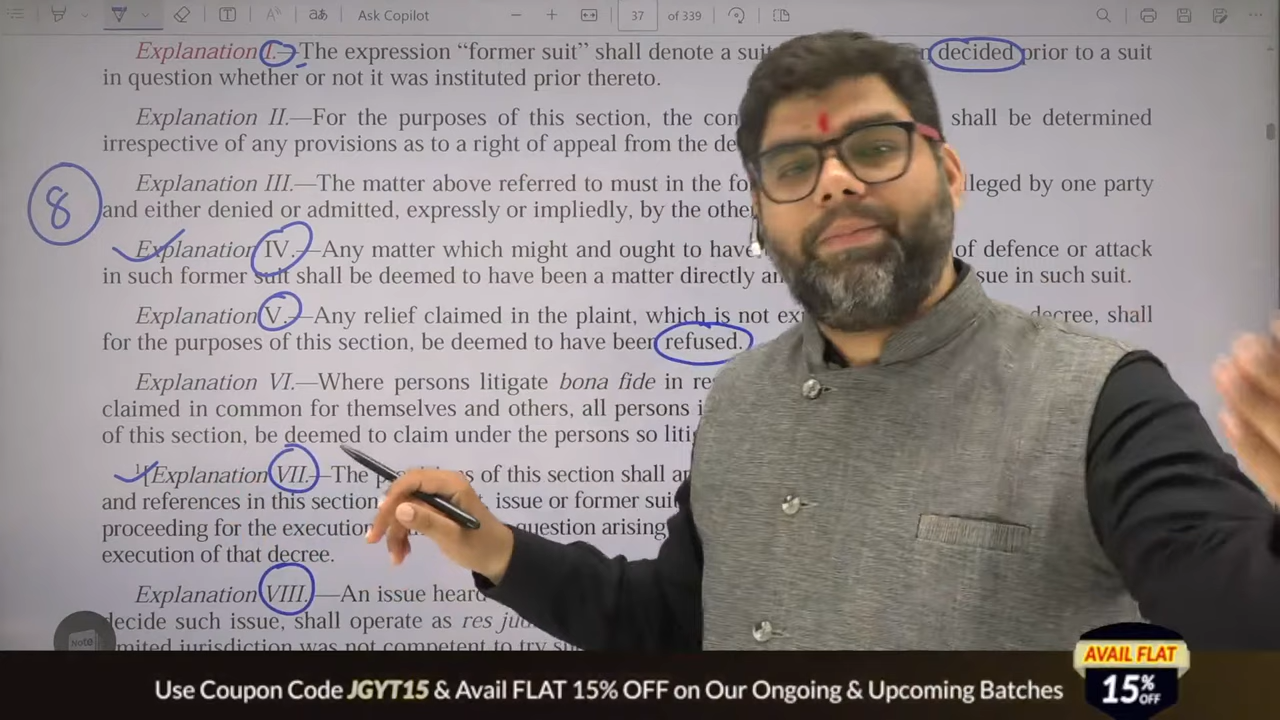 Ask Copilot
37 of 339
Explanation I.—The expression “former suit” shall denote a suit decided prior to a suit
in question whether or not it was instituted prior thereto.
Explanation II.—For the purposes of this section, the shall be determined
irrespective of any provisions as to a right of appeal from the
8
Explanation III.—The matter above referred to must in the alleged by one party
and either denied or admitted, expressly or impliedly, by the
Explanation IV.—Any matter which might and ought to have of defence or attack
in such former suit shall be deemed to have been a matter directly in such suit.
Explanation V.—Any relief claimed in the plaint, which is not decree, shall
for the purposes of this section, be deemed to have been refused.
Explanation VI.—Where persons litigate bona fide in
claimed in common for themselves and others, all persons
of this section, be deemed to claim under the persons so
1[Explanation VII.—The provisions of this section shall
and references in this section issue or former
proceeding for the execution question arising
execution of that decree.
Explanation VIII.—An issue heard
decide such issue, shall operate as res
limited jurisdiction was not competent to try
Note
Use Coupon Code JGYT15 & Avail FLAT 15% OFF on Our Ongoing & Upcoming Batches
AVAIL FLAT
15% OFF